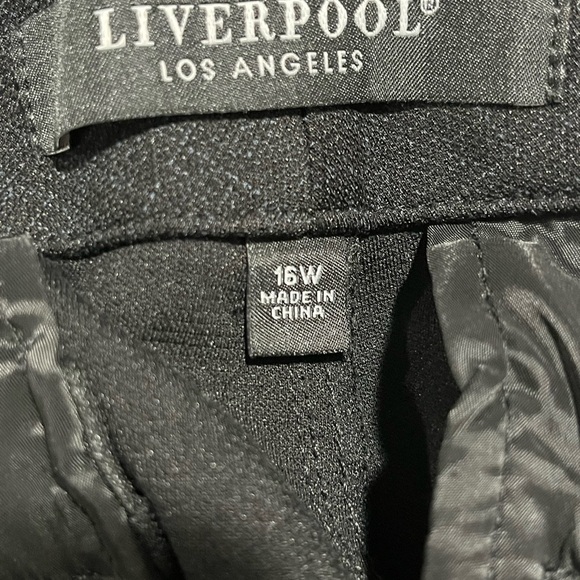 LIVERPOOL®
LOS ANGELES
16W
MADE IN
CHINA